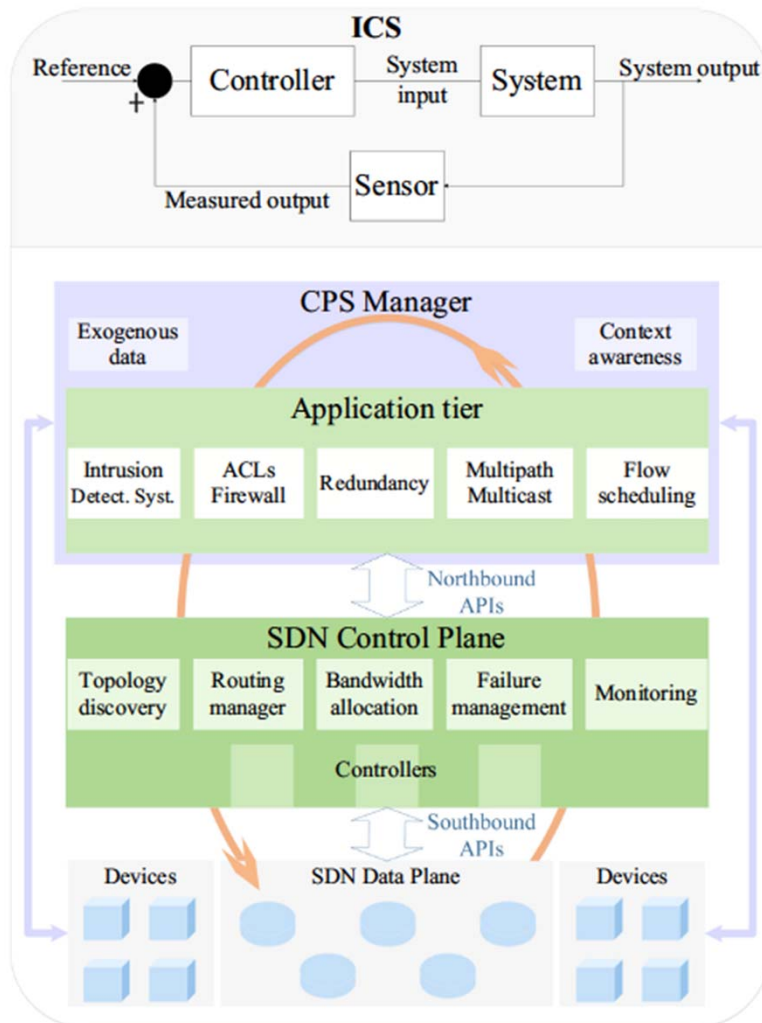 ICS
Reference
+
Controller
System
input
System
System output
Measured output
Sensor
CPS Manager
Exogenous
data
Context
awareness
Application tier
Intrusion
Detect. Syst.
ACLs
Firewall
Redundancy
Multipath
Multicast
Flow
scheduling
Northbound
APIs
SDN Control Plane
Topology
discovery
Routing
manager
Bandwidth
allocation
Failure
management
Monitoring
Controllers
Southbound
APIs
Devices
SDN Data Plane
Devices